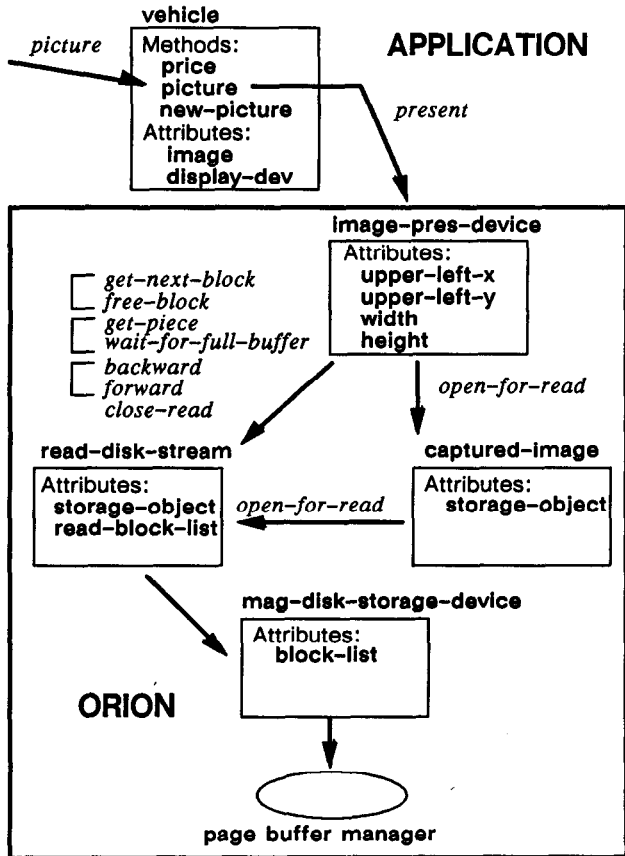 vehicle
picture
APPLICATION
Methods:
price
picture
new-picture
Attributes:
image
display-dev
present
image-pres-device
Attributes:
upper-left-x
upper-left-y
width
height
get-next-block
free-block
get-piece
wait-for-full-buffer
backward
forward
close-read
open-for-read
read-disk-stream
Attributes:
storage-object
read-block-list
open-for-read
captured-image
Attributes:
storage-object
mag-disk-storage-device
Attributes:
block-list
ORION
page buffer manager